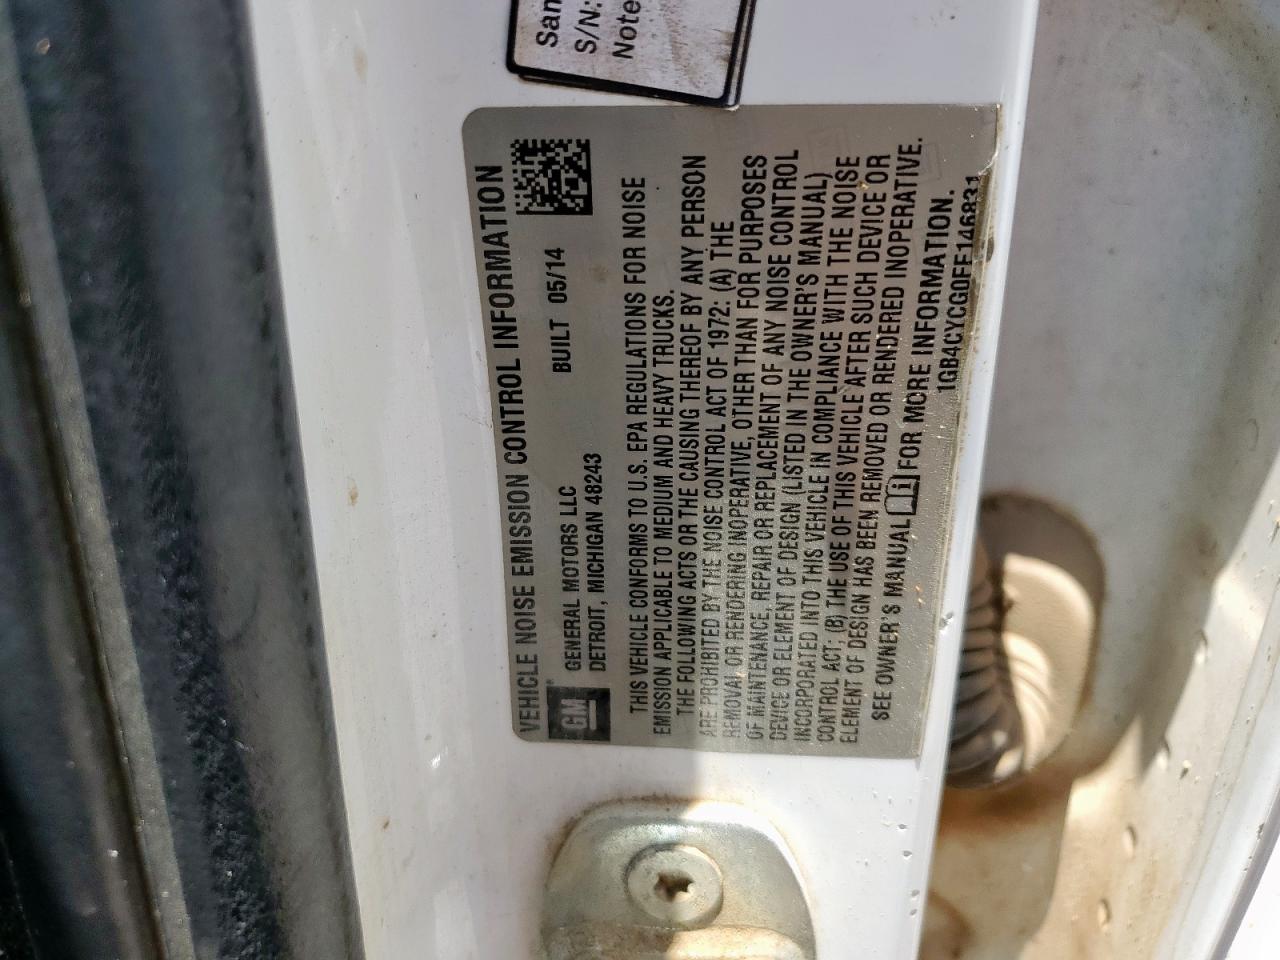 San
S/N:
Note
VEHICLE NOISE EMISSION CONTROL INFORMATION
GM
GENERAL MOTORS LLC
DETROIT, MICHIGAN 48243
BUILT 05/14
THIS VEHICLE CONFORMS TO U.S. EPA REGULATIONS FOR NOISE
EMISSION APPLICABLE TO MEDIUM AND HEAVY TRUCKS.
THE FOLLOWING ACTS OR THE CAUSING THEREOF BY ANY PERSON
ARE PROHIBITED BY THE NOISE CONTROL ACT OF 1972: (A) THE
REMOVAL OR RENDERING INOPERATIVE, OTHER THAN FOR PURPOSES
OF MAINTENANCE, REPAIR OR REPLACEMENT OF ANY NOISE CONTROL
DEVICE OR ELEMENT OF DESIGN (LISTED IN THE OWNER'S MANUAL)
INCORPORATED INTO THIS VEHICLE IN COMPLIANCE WITH THE NOISE
CONTROL ACT; (B) THE USE OF THIS VEHICLE AFTER SUCH DEVICE OR
ELEMENT OF DESIGN HAS BEEN REMOVED OR RENDERED INOPERATIVE.
SEE OWNER'S MANUAL i FOR MORE INFORMATION.
1GB4CYCG0FF146831